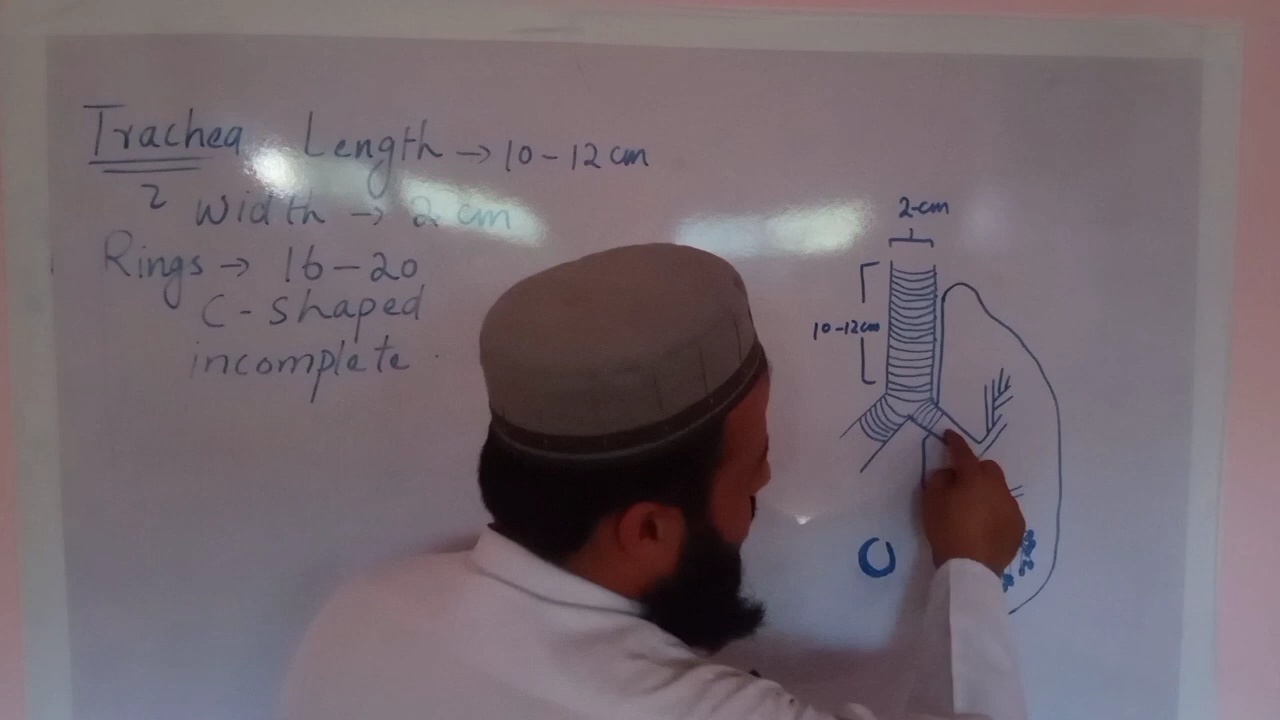 Trachea Length → 10-12 cm
2 width → 2 cm
Rings → 16-20
C-shaped
incomplete
2-cm
10-12cm